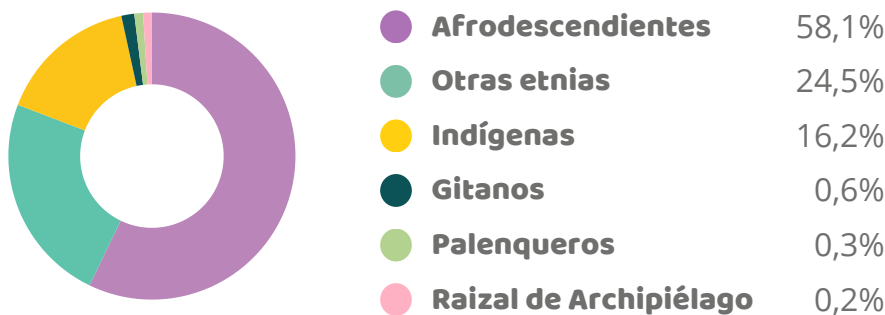 Afrodescendientes 58,1%
Otras etnias 24,5%
Indígenas 16,2%
Gitanos 0,6%
Palenqueros 0,3%
Raizal de Archipiélago 0,2%